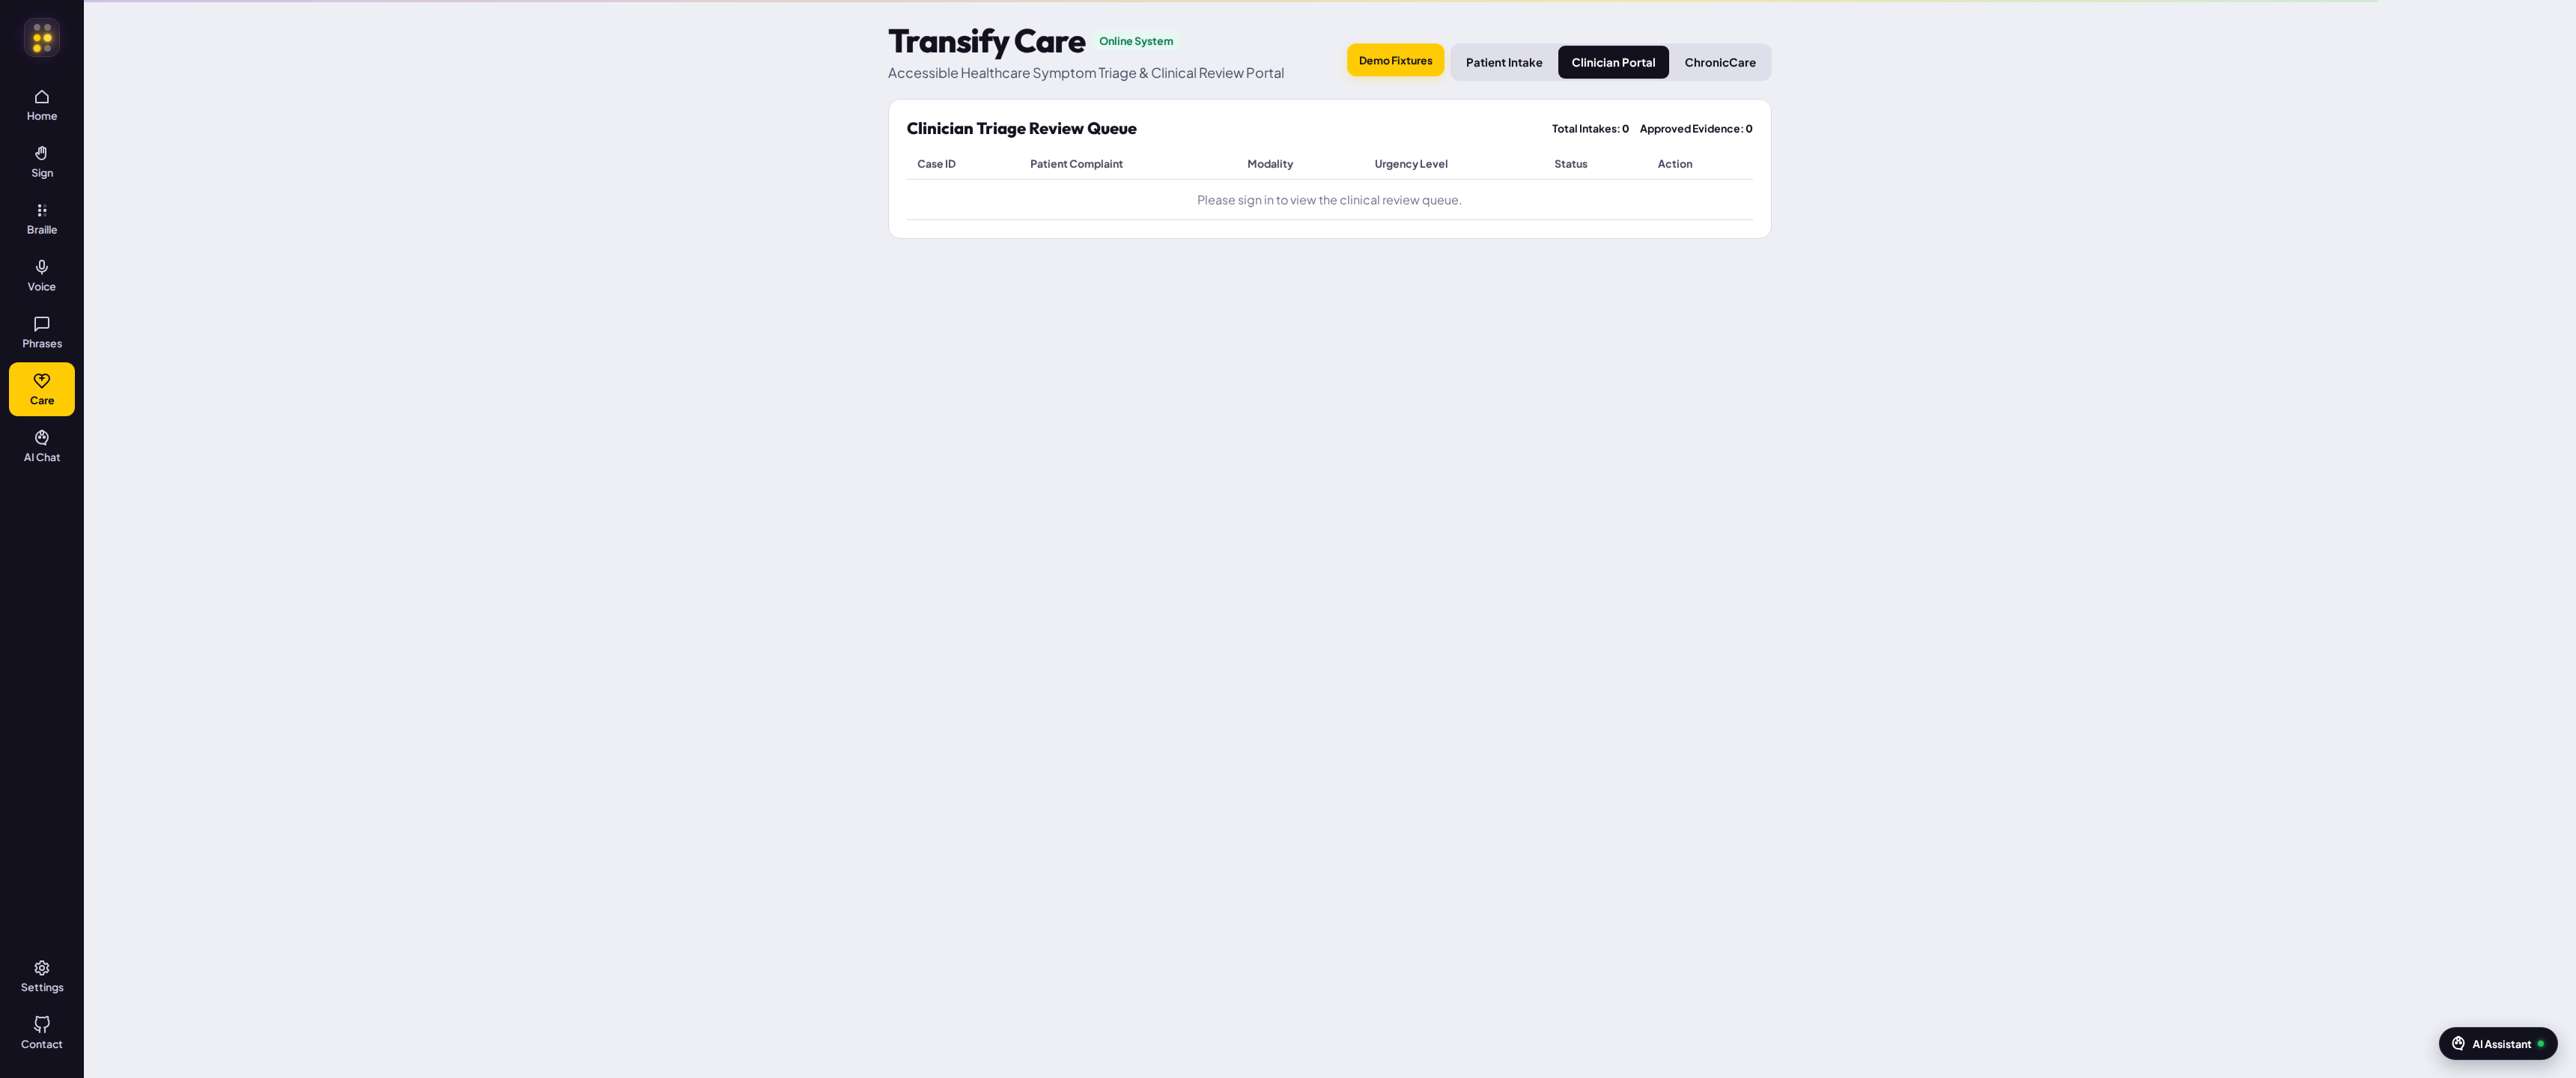 Home
Sign
Braille
Voice
Phrases
Care
AI Chat
Settings
Contact
Transify Care
Online System
Accessible Healthcare Symptom Triage & Clinical Review Portal
Demo Fixtures
Patient Intake
Clinician Portal
ChronicCare
Clinician Triage Review Queue
Total Intakes: 0 Approved Evidence: 0
Case ID Patient Complaint Modality Urgency Level Status Action
Please sign in to view the clinical review queue.
AI Assistant